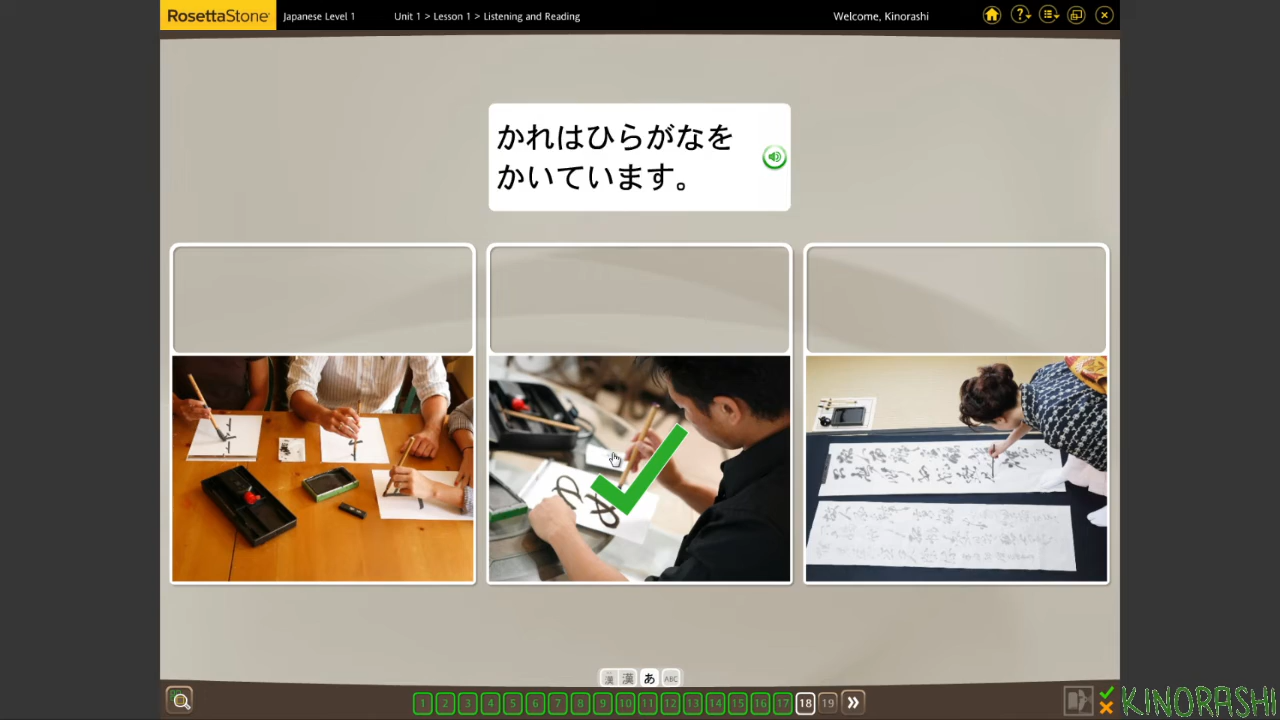 RosettaStone
Japanese Level 1
Unit 1 > Lesson 1 > Listening and Reading
Welcome, Kinorashi
かれはひらがなを
かいています。
漢 漢 あ ABC
1 2 3 4 5 6 7 8 9 10 11 12 13 14 15 16 17 18 19
KINORASHI